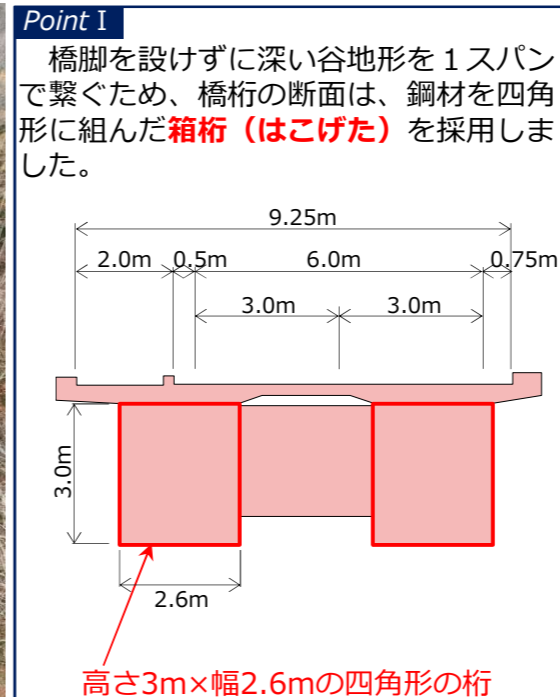 Point Ⅰ
橋脚を設けずに深い谷地形を１スパン
で繋ぐため、橋桁の断面は、鋼材を四角
形に組んだ箱桁（はこげた）を採用しま
した。
9.25m
2.0m 0.5m 6.0m 0.75m
3.0m 3.0m
3.0m
2.6m
高さ3m×幅2.6mの四角形の桁